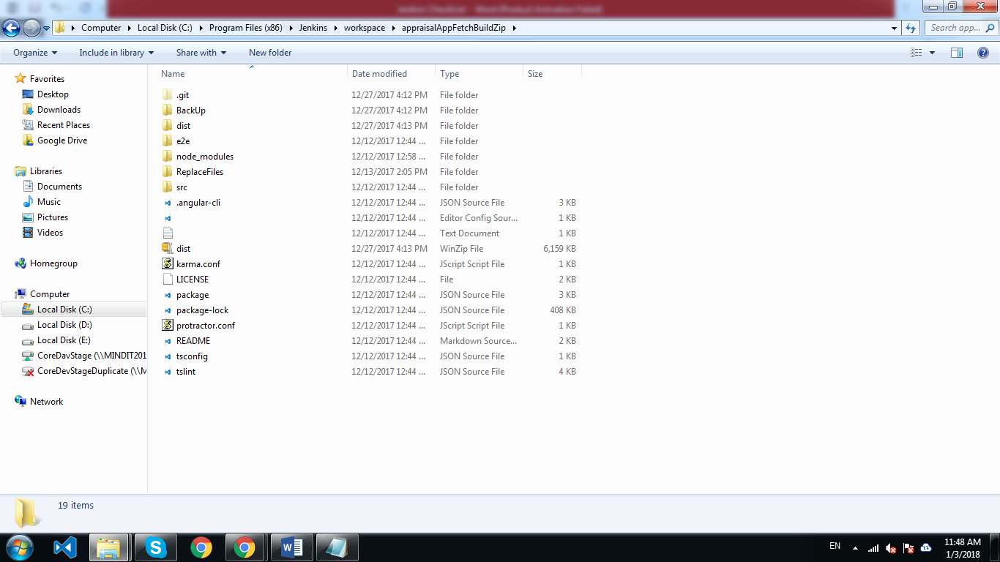 Jenkins CheckList - Word (Product Activation Failed)
Computer Local Disk (C:) Program Files (x86) Jenkins workspace appraisalAppFetchBuildZip
Search app...
Organize Include in library Share with New folder
Name Date modified Type Size
.git 12/27/2017 4:12 PM File folder
BackUp 12/27/2017 4:12 PM File folder
dist 12/27/2017 4:13 PM File folder
e2e 12/12/2017 12:44 ... File folder
node_modules 12/12/2017 12:58 ... File folder
ReplaceFiles 12/13/2017 2:05 PM File folder
src 12/12/2017 12:44 ... File folder
.angular-cli 12/12/2017 12:44 ... JSON Source File 3 KB
12/12/2017 12:44 ... Editor Config Sour... 1 KB
12/12/2017 12:44 ... Text Document 1 KB
dist 12/27/2017 4:13 PM WinZip File 6,159 KB
karma.conf 12/12/2017 12:44 ... JScript Script File 1 KB
LICENSE 12/12/2017 12:44 ... File 2 KB
package 12/12/2017 12:44 ... JSON Source File 3 KB
package-lock 12/12/2017 12:44 ... JSON Source File 408 KB
protractor.conf 12/12/2017 12:44 ... JScript Script File 1 KB
README 12/12/2017 12:44 ... Markdown Source... 2 KB
tsconfig 12/12/2017 12:44 ... JSON Source File 1 KB
tslint 12/12/2017 12:44 ... JSON Source File 4 KB
Favorites
Desktop
Downloads
Recent Places
Google Drive
Libraries
Documents
Music
Pictures
Videos
Homegroup
Computer
Local Disk (C:)
Local Disk (D:)
Local Disk (E:)
CoreDavStage (\\MINDIT201
CoreDevStageDuplicate (\\M
Network
19 items
EN
11:48 AM
1/3/2018